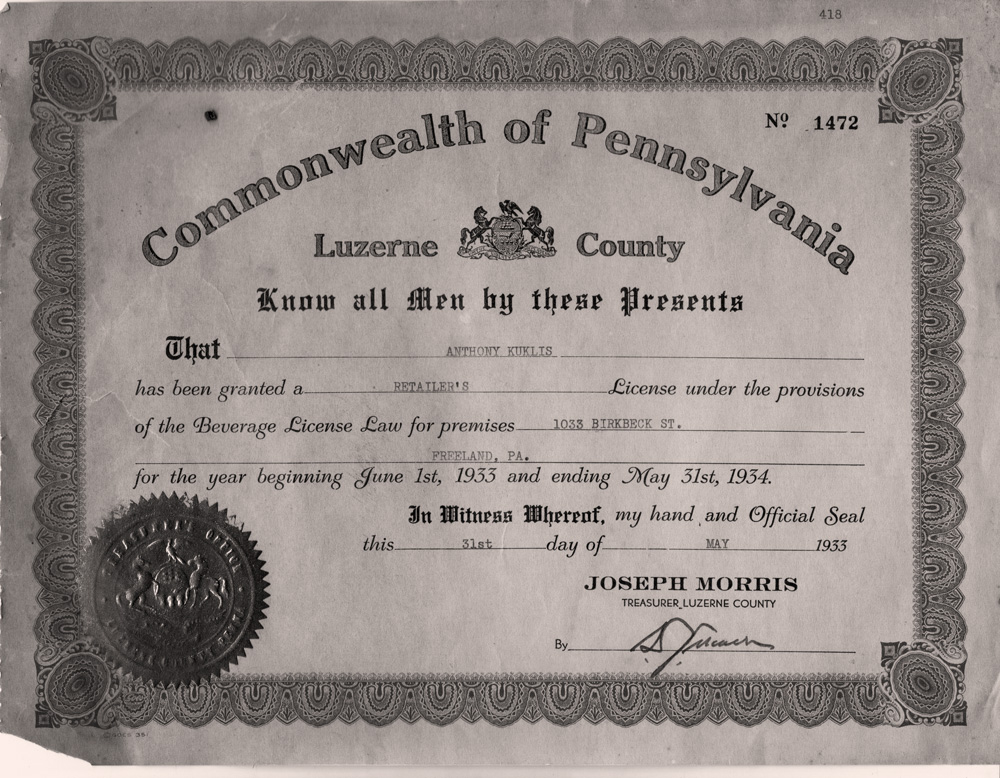 418
Nº 1472
Commonwealth of Pennsylvania
Luzerne County
Know all Men by these Presents
That ANTHONY KUKLIS
has been granted a RETAILER'S License under the provisions
of the Beverage License Law for premises 1033 BIRKBECK ST.
FREELAND, PA.
for the year beginning June 1st, 1933 and ending May 31st, 1934.
In Witness Whereof, my hand and Official Seal
this 31st day of MAY 1933
JOSEPH MORRIS
TREASURER, LUZERNE COUNTY
By